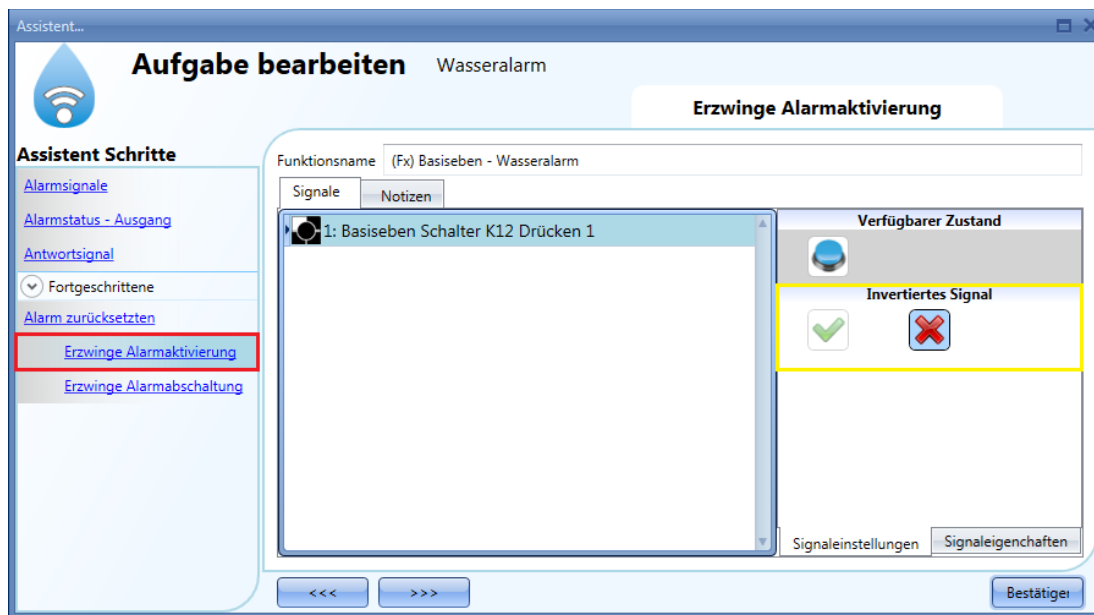 Assistent...
Aufgabe bearbeiten Wasseralarm
Erzwinge Alarmaktivierung
Assistent Schritte
Alarmsignale
Alarmstatus - Ausgang
Antwortsignal
Fortgeschrittene
Alarm zurücksetzten
Erzwinge Alarmaktivierung
Erzwinge Alarmabschaltung
Funktionsname (Fx) Basiseben - Wasseralarm
Signale Notizen
1: Basiseben Schalter K12 Drücken 1
Verfügbarer Zustand
Invertiertes Signal
Signaleinstellungen Signaleigenchaften
<<< >>> Bestätiger